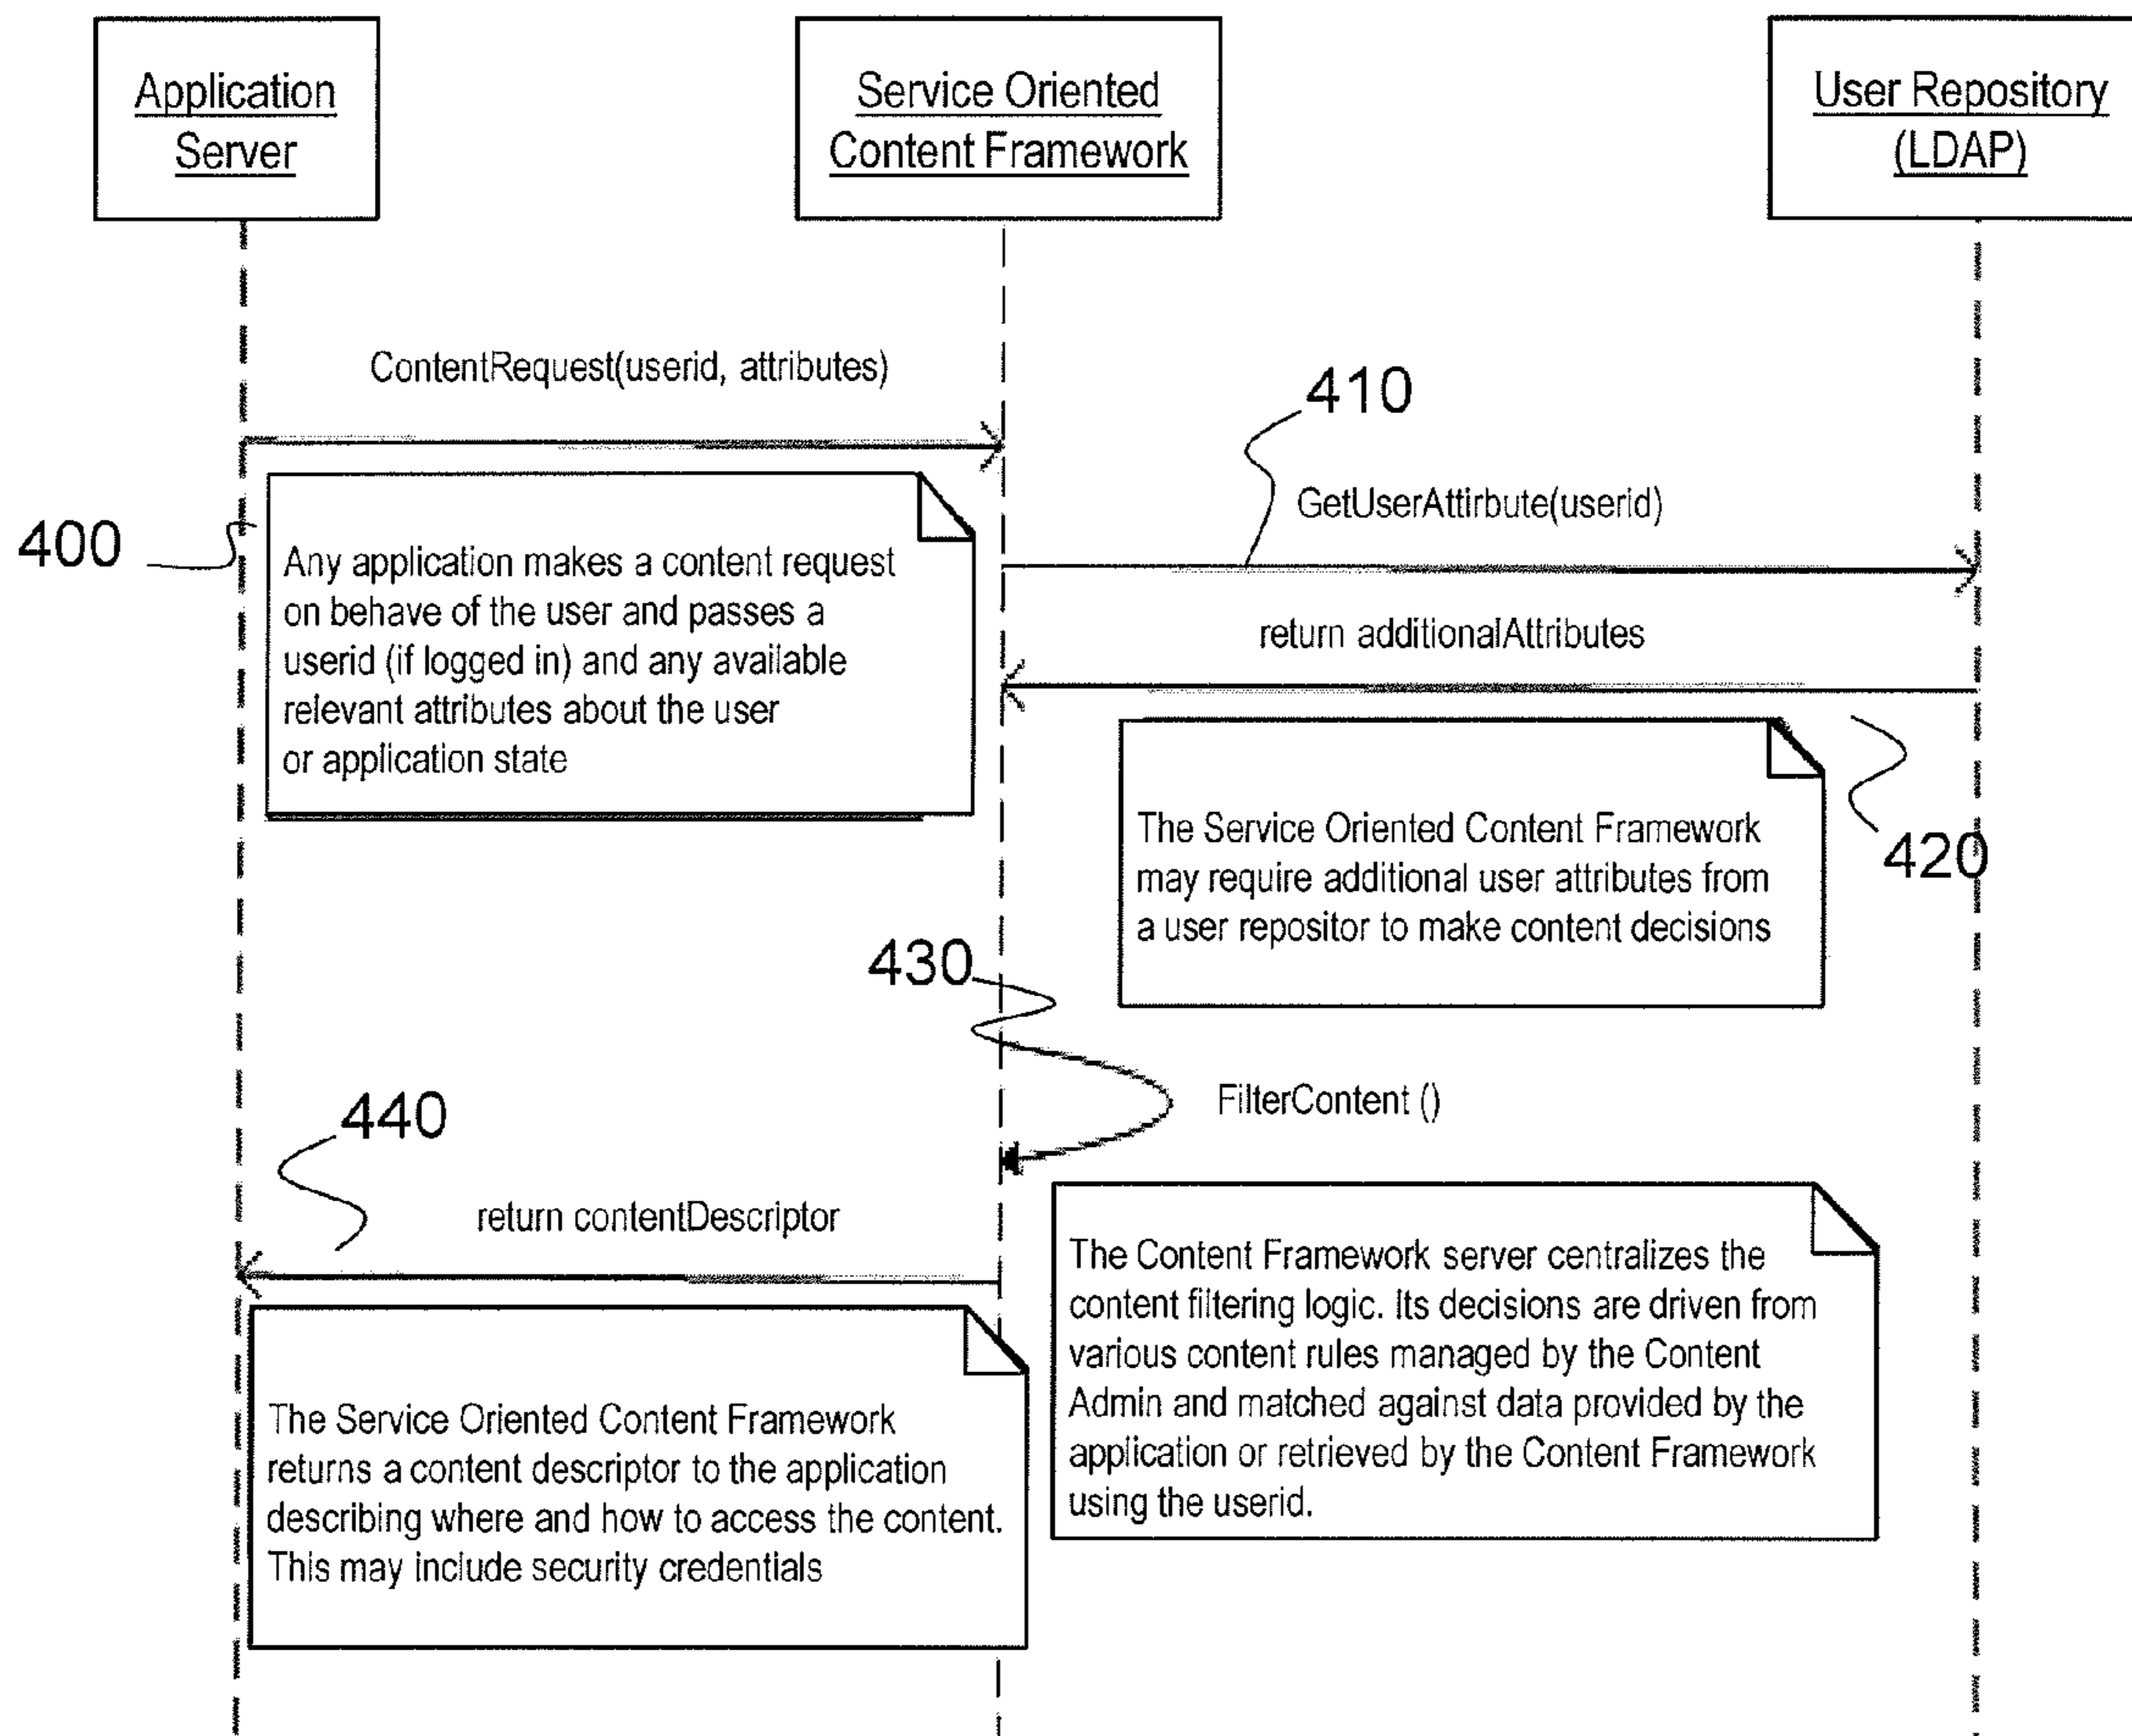 Application
Server
Service Oriented
Content Framework
User Repository
(LDAP)
ContentRequest(userid, attributes)
410
GetUserAttirbute(userid)
400
Any application makes a content request
on behave of the user and passes a
userid (if logged in) and any available
relevant attributes about the user
or application state
return additionalAttributes
420
The Service Oriented Content Framework
may require additional user attributes from
a user repositor to make content decisions
430
FilterContent ()
440
return contentDescriptor
The Content Framework server centralizes the
content filtering logic. Its decisions are driven from
various content rules managed by the Content
Admin and matched against data provided by the
application or retrieved by the Content Framework
using the userid.
The Service Oriented Content Framework
returns a content descriptor to the application
describing where and how to access the content.
This may include security credentials